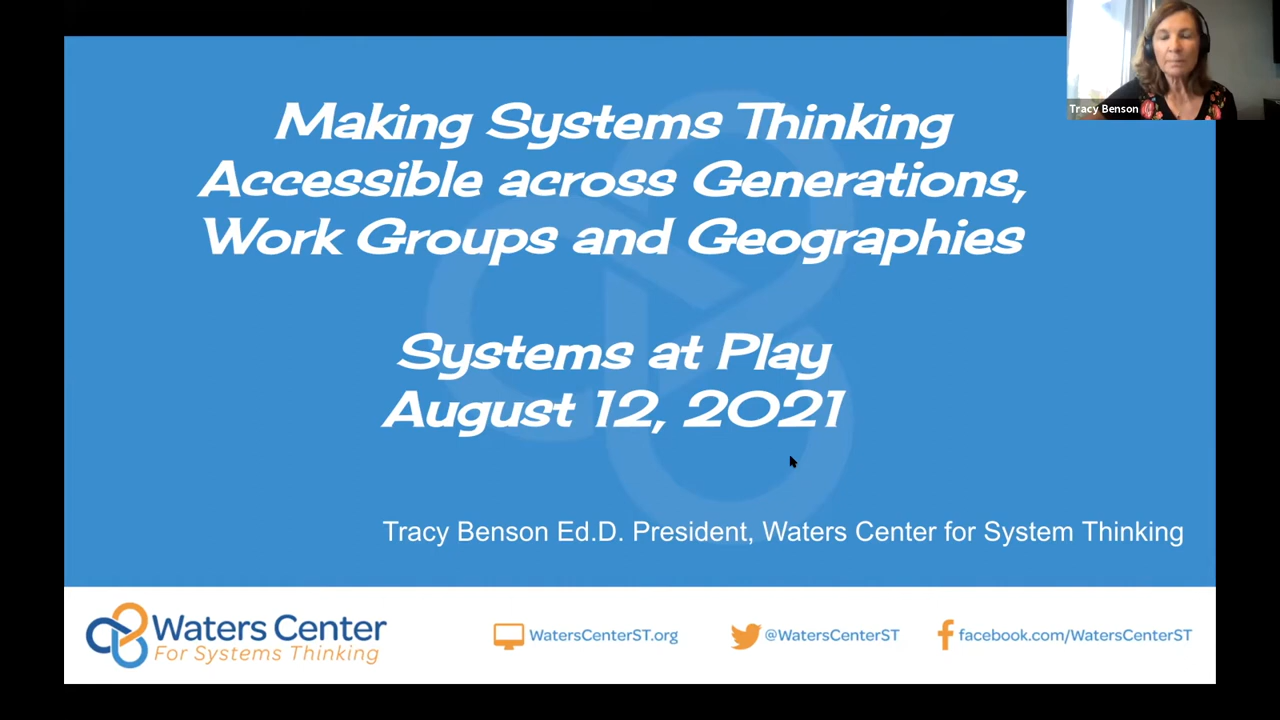 Tracy Benson
Making Systems Thinking
Accessible across Generations,
Work Groups and Geographies
Systems at Play
August 12, 2021
Tracy Benson Ed.D. President, Waters Center for System Thinking
Waters Center
For Systems Thinking
WatersCenterST.org
@WatersCenterST
facebook.com/WatersCenterST